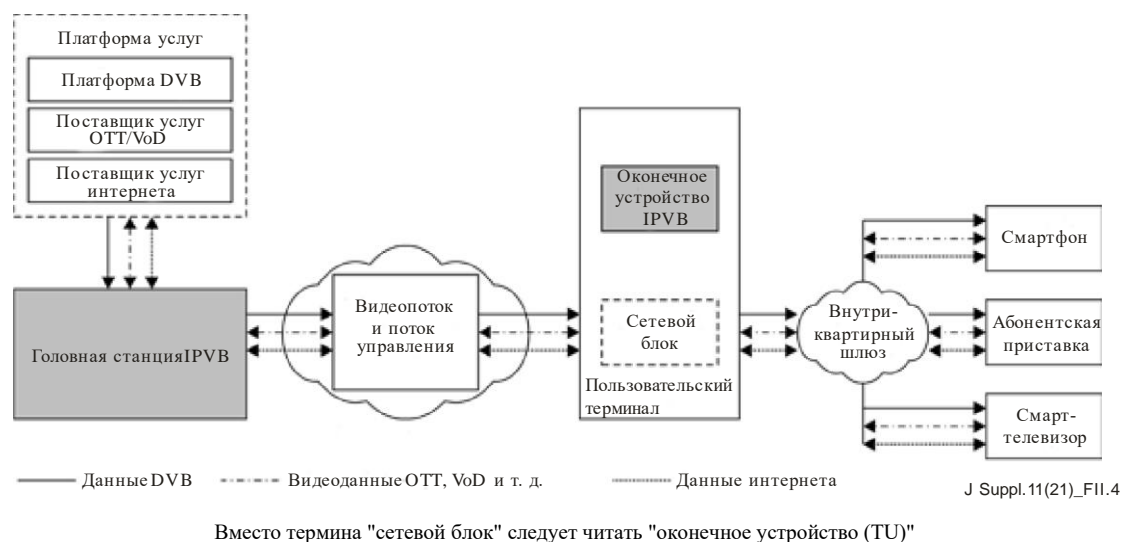 Платформа услуг
Платформа DVB
Поставщик услуг
OTT/VoD
Поставщик услуг
интернета
Головная станцияIPVB
Видеопоток
и поток
управления
Оконечное
устройство
IPVB
Сетевой
блок
Пользовательский
терминал
Внутри-
квартирный
шлюз
Смартфон
Абонентская
приставка
Смарт-
телевизор
Данные DVB
Видеоданные OTT, VoD и т. д.
Данные интернета
J Suppl.11(21)_FII.4
Вместо термина "сетевой блок" следует читать "оконечное устройство (TU)"